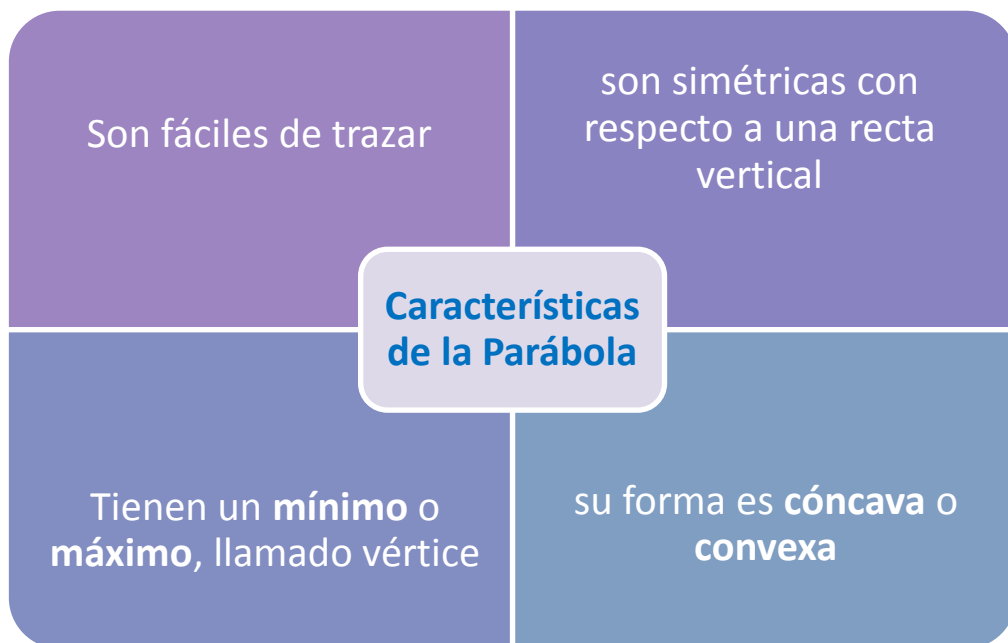 Son fáciles de trazar
son simétricas con
respecto a una recta
vertical
Características
de la Parábola
Tienen un mínimo o
máximo, llamado vértice
su forma es cóncava o
convexa